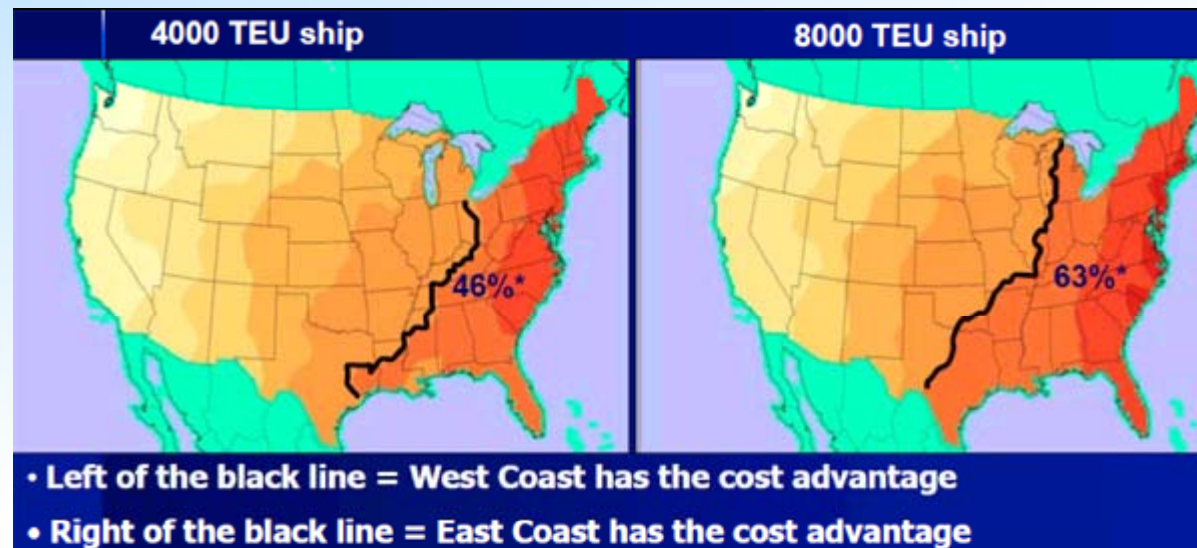 4000 TEU ship
8000 TEU ship
46%*
63%*
• Left of the black line = West Coast has the cost advantage
• Right of the black line = East Coast has the cost advantage